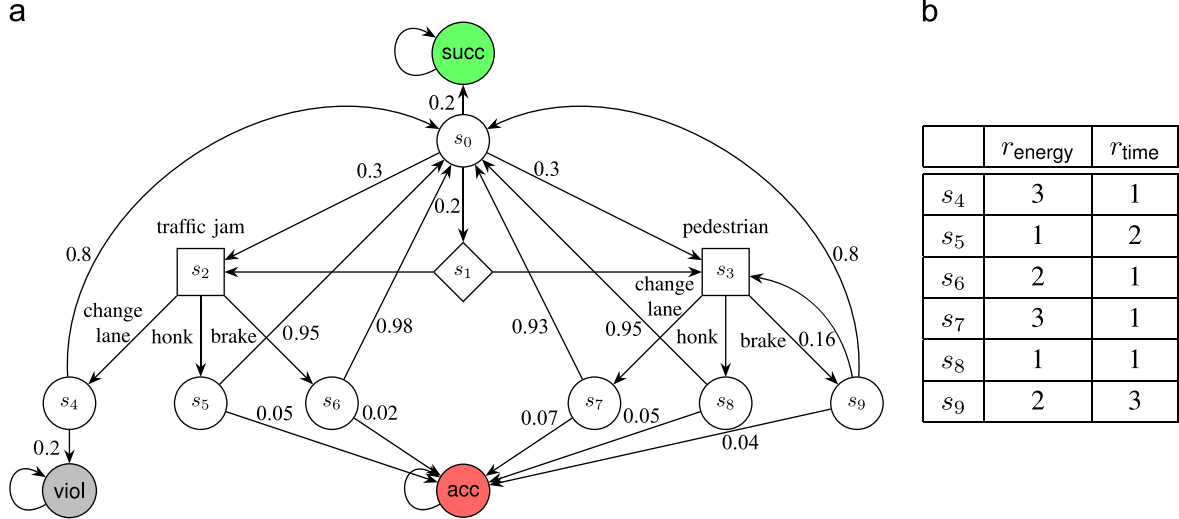 a
b
succ
0.2
s0
0.3
0.3
0.2
traffic jam
pedestrian
s2
s1
s3
0.8
0.8
change
lane
honk
brake
0.95
0.98
0.93
0.95
change
lane
honk
brake
0.16
s4
s5
s6
s7
s8
s9
0.05
0.02
0.07
0.05
0.04
0.2
viol
acc
renergy rtime
s4 3 1
s5 1 2
s6 2 1
s7 3 1
s8 1 1
s9 2 3